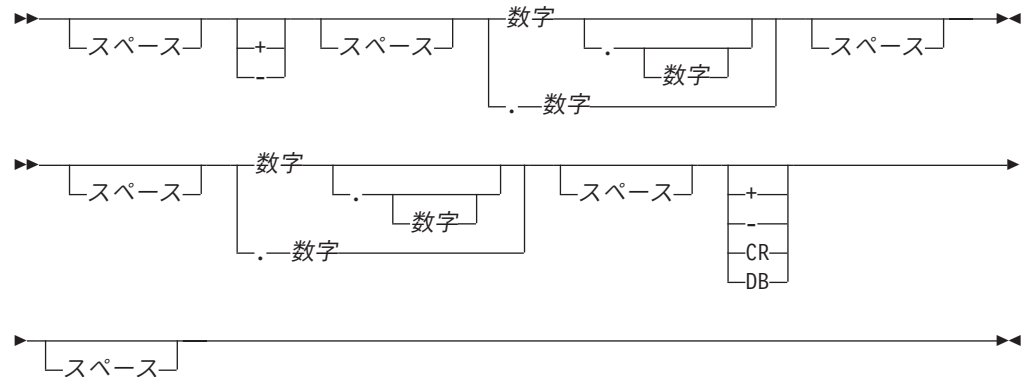 数字
スペース + スペース . スペース
- 数字
. 数字
数字
スペース . スペース +
数字 -
. 数字 CR
DB
スペース